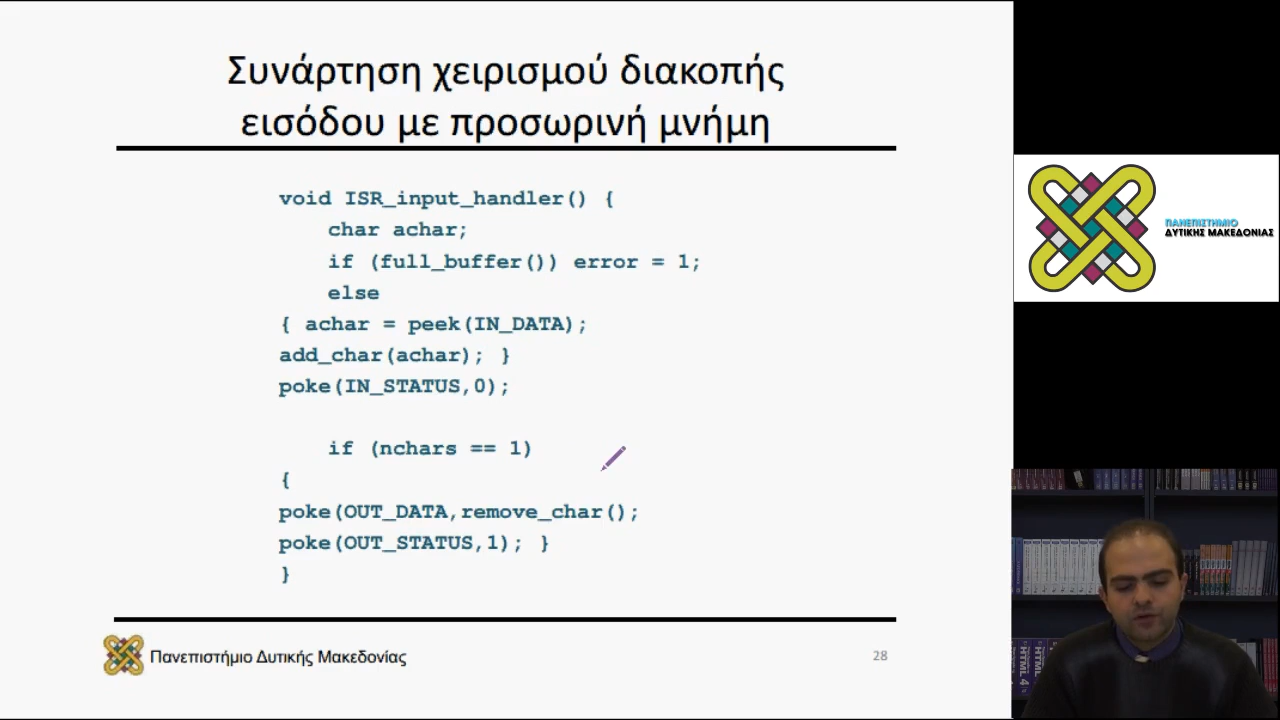 Συνάρτηση χειρισμού διακοπής
εισόδου με προσωρινή μνήμη
void ISR_input_handler() {
char achar;
if (full_buffer()) error = 1;
else
{ achar = peek(IN_DATA);
add_char(achar); }
poke(IN_STATUS,0);
if (nchars == 1)
{
poke(OUT_DATA,remove_char();
poke(OUT_STATUS,1); }
}
Πανεπιστήμιο Δυτικής Μακεδονίας
28
ΠΑΝΕΠΙΣΤΗΜΙΟ
ΔΥΤΙΚΗΣ ΜΑΚΕΔΟΝΙΑΣ
HTML 4